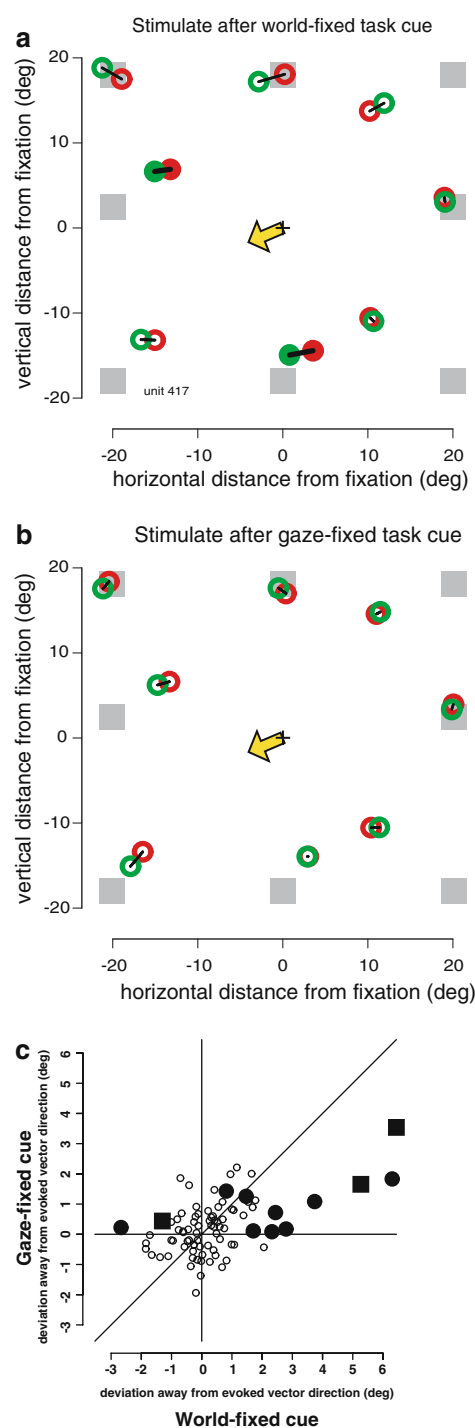 a
Stimulate after world-fixed task cue
vertical distance from fixation (deg)
20
10
0
-10
-20
unit 417
-20 -10 0 10 20
horizontal distance from fixation (deg)
b
Stimulate after gaze-fixed task cue
vertical distance from fixation (deg)
20
10
0
-10
-20
-20 -10 0 10 20
horizontal distance from fixation (deg)
c
Gaze-fixed cue
deviation away from evoked vector direction (deg)
6
5
4
3
2
1
0
-1
-2
-3
-3 -2 -1 0 1 2 3 4 5 6
deviation away from evoked vector direction (deg)
World-fixed cue